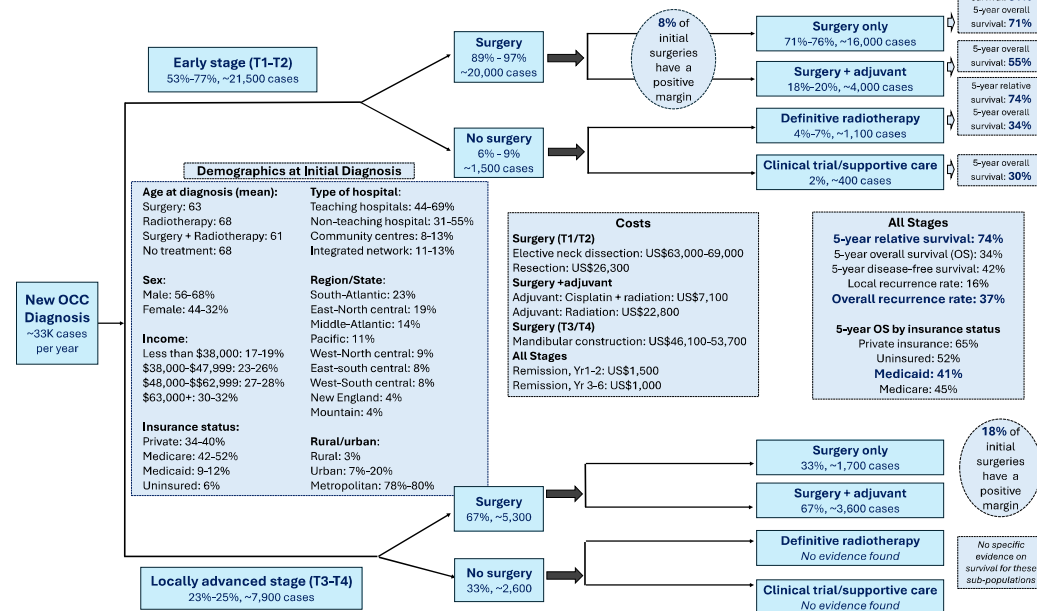 5-year overall
survival: 71%
8% of
initial
surgeries
have a
positive
margin
Surgery only
71%-76%, ~16,000 cases
Surgery
89% - 97%
~20,000 cases
Early stage (T1-T2)
53%-77%, ~21,500 cases
5-year overall
survival: 55%
Surgery + adjuvant
18%-20%, ~4,000 cases
5-year relative
survival: 74%
5-year overall
survival: 34%
Definitive radiotherapy
4%-7%, ~1,100 cases
No surgery
6% - 9%
~1,500 cases
Clinical trial/supportive care
2%, ~400 cases
5-year overall
survival: 30%
Demographics at Initial Diagnosis
Age at diagnosis (mean):
Surgery: 63
Radiotherapy: 68
Surgery + Radiotherapy: 61
No treatment: 68
Sex:
Male: 56-68%
Female: 44-32%
Income:
Less than $38,000: 17-19%
$38,000-$47,999: 23-26%
$48,000-$$62,999: 27-28%
$63,000+: 30-32%
Insurance status:
Private: 34-40%
Medicare: 42-52%
Medicaid: 9-12%
Uninsured: 6%
Type of hospital:
Teaching hospitals: 44-69%
Non-teaching hospital: 31-55%
Community centres: 8-13%
Integrated network: 11-13%
Region/State:
South-Atlantic: 23%
East-North central: 19%
Middle-Atlantic: 14%
Pacific: 11%
West-North central: 9%
East-south central: 8%
West-South central: 8%
New England: 4%
Mountain: 4%
Rural/urban:
Rural: 3%
Urban: 7%-20%
Metropolitan: 78%-80%
New OCC
Diagnosis
~33K cases
per year
Costs
Surgery (T1/T2)
Elective neck dissection: US$63,000-69,000
Resection: US$26,300
Surgery +adjuvant
Adjuvant: Cisplatin + radiation: US$7,100
Adjuvant: Radiation: US$22,800
Surgery (T3/T4)
Mandibular construction: US$46,100-53,700
All Stages
Remission, Yr1-2: US$1,500
Remission, Yr 3-6: US$1,000
All Stages
5-year relative survival: 74%
5-year overall survival (OS): 34%
5-year disease-free survival: 42%
Local recurrence rate: 16%
Overall recurrence rate: 37%
5-year OS by insurance status
Private insurance: 65%
Uninsured: 52%
Medicaid: 41%
Medicare: 45%
Surgery only
33%, ~1,700 cases
18% of
initial
surgeries
have a
positive
margin
Surgery
67%, ~5,300
Surgery + adjuvant
67%, ~3,600 cases
Definitive radiotherapy
No evidence found
No specific
evidence on
survival for these
sub-populations
No surgery
33%, ~2,600
Locally advanced stage (T3-T4)
23%-25%, ~7,900 cases
Clinical trial/supportive care
No evidence found